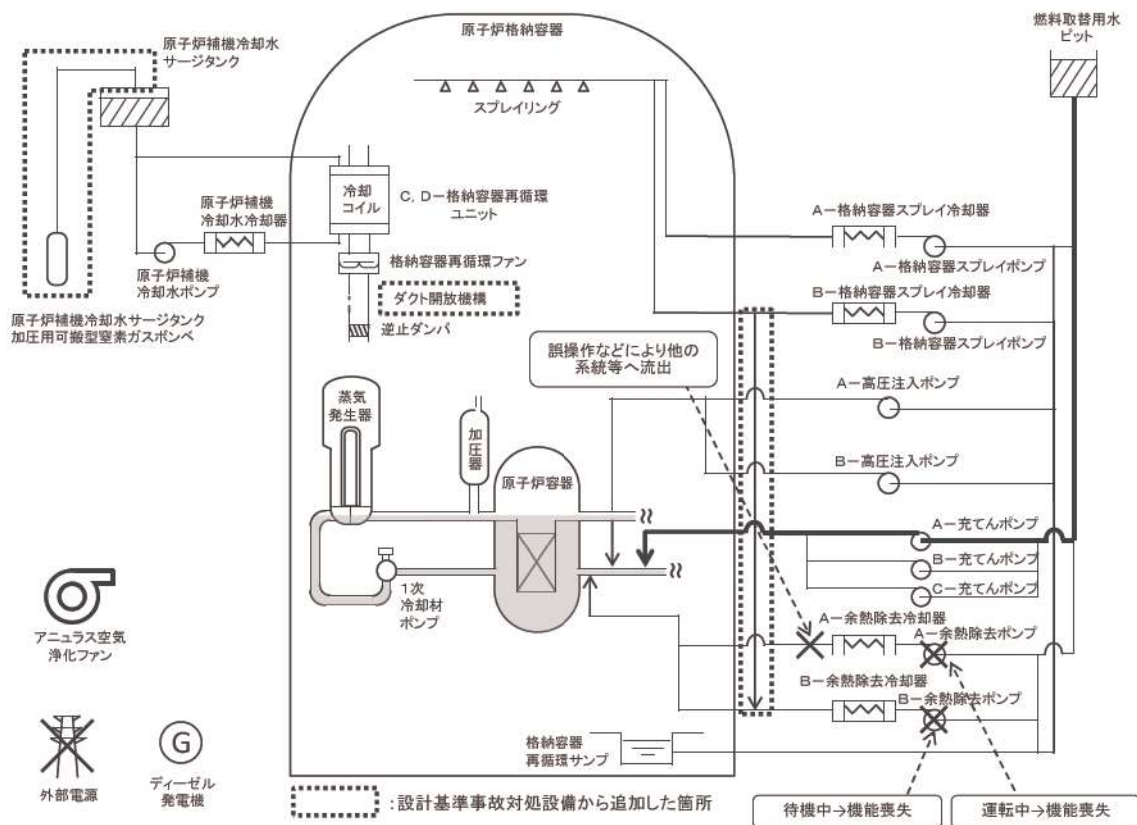 原子炉補機冷却水
サージタンク
原子炉格納容器
燃料取替用水
ピット
スプレイリング
冷却
コイル
C,D-格納容器再循環
ユニット
原子炉補機
冷却水冷却器
格納容器再循環ファン
ダクト開放機構
逆止ダンパ
原子炉補機
冷却水ポンプ
原子炉補機冷却水サージタンク
加圧用可搬型窒素ガスボンベ
A-格納容器スプレイ冷却器
A-格納容器スプレイポンプ
B-格納容器スプレイ冷却器
B-格納容器スプレイポンプ
誤操作などにより他の
系統等へ流出
A-高圧注入ポンプ
B-高圧注入ポンプ
蒸気
発生器
加圧器
原子炉容器
A-充てんポンプ
B-充てんポンプ
C-充てんポンプ
1次
冷却材
ポンプ
A-余熱除去冷却器
A-余熱除去ポンプ
B-余熱除去冷却器
B-余熱除去ポンプ
アニュラス空気
浄化ファン
格納容器
再循環サンプ
外部電源
G
ディーゼル
発電機
:設計基準事故対処設備から追加した箇所
待機中→機能喪失
運転中→機能喪失